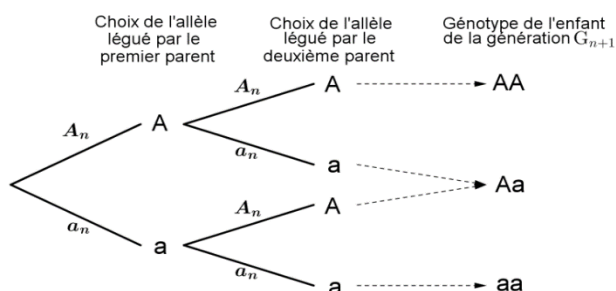 Choix de l'allèle
légué par le
premier parent
Choix de l'allèle
légué par le
deuxième parent
Génotype de l'enfant
de la génération Gₙ₊₁
Aₙ
A
Aₙ
A
AA
aₙ
a
Aa
aₙ
a
Aₙ
A
aₙ
a
aa